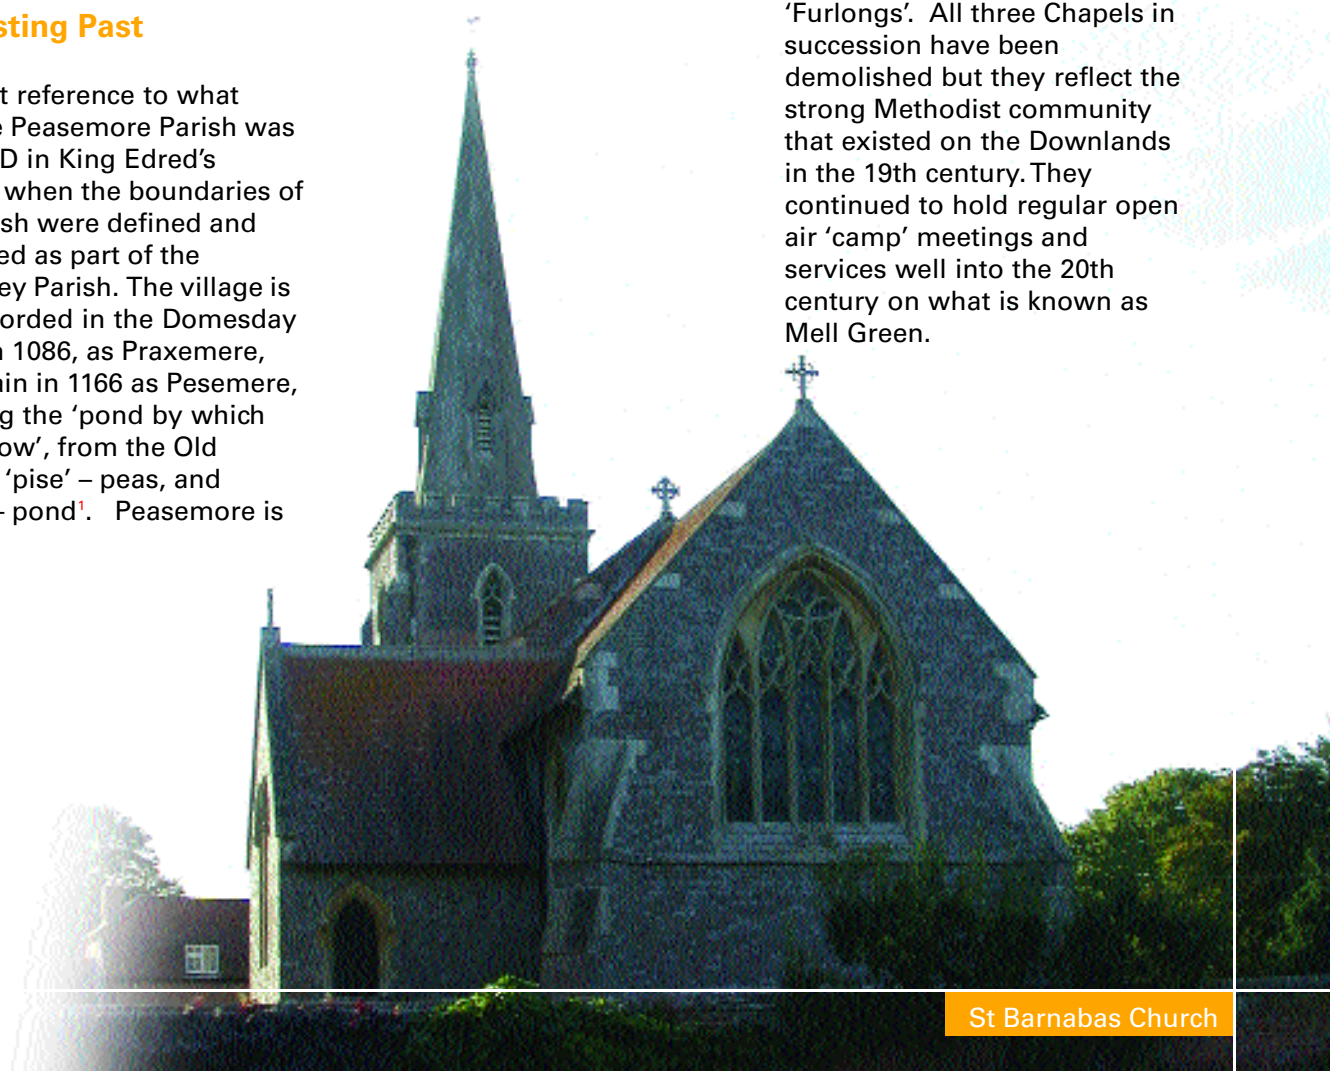 sting Past
t reference to what
e Peasemore Parish was
D in King Edred’s
when the boundaries of
sh were defined and
ed as part of the
ey Parish. The village is
orded in the Domesday
n 1086, as Praxemere,
ain in 1166 as Pesemere,
g the ‘pond by which
ow’, from the Old
‘pise’ – peas, and
– pond¹. Peasemore is
‘Furlongs’. All three Chapels in
succession have been
demolished but they reflect the
strong Methodist community
that existed on the Downlands
in the 19th century. They
continued to hold regular open
air ‘camp’ meetings and
services well into the 20th
century on what is known as
Mell Green.
St Barnabas Church